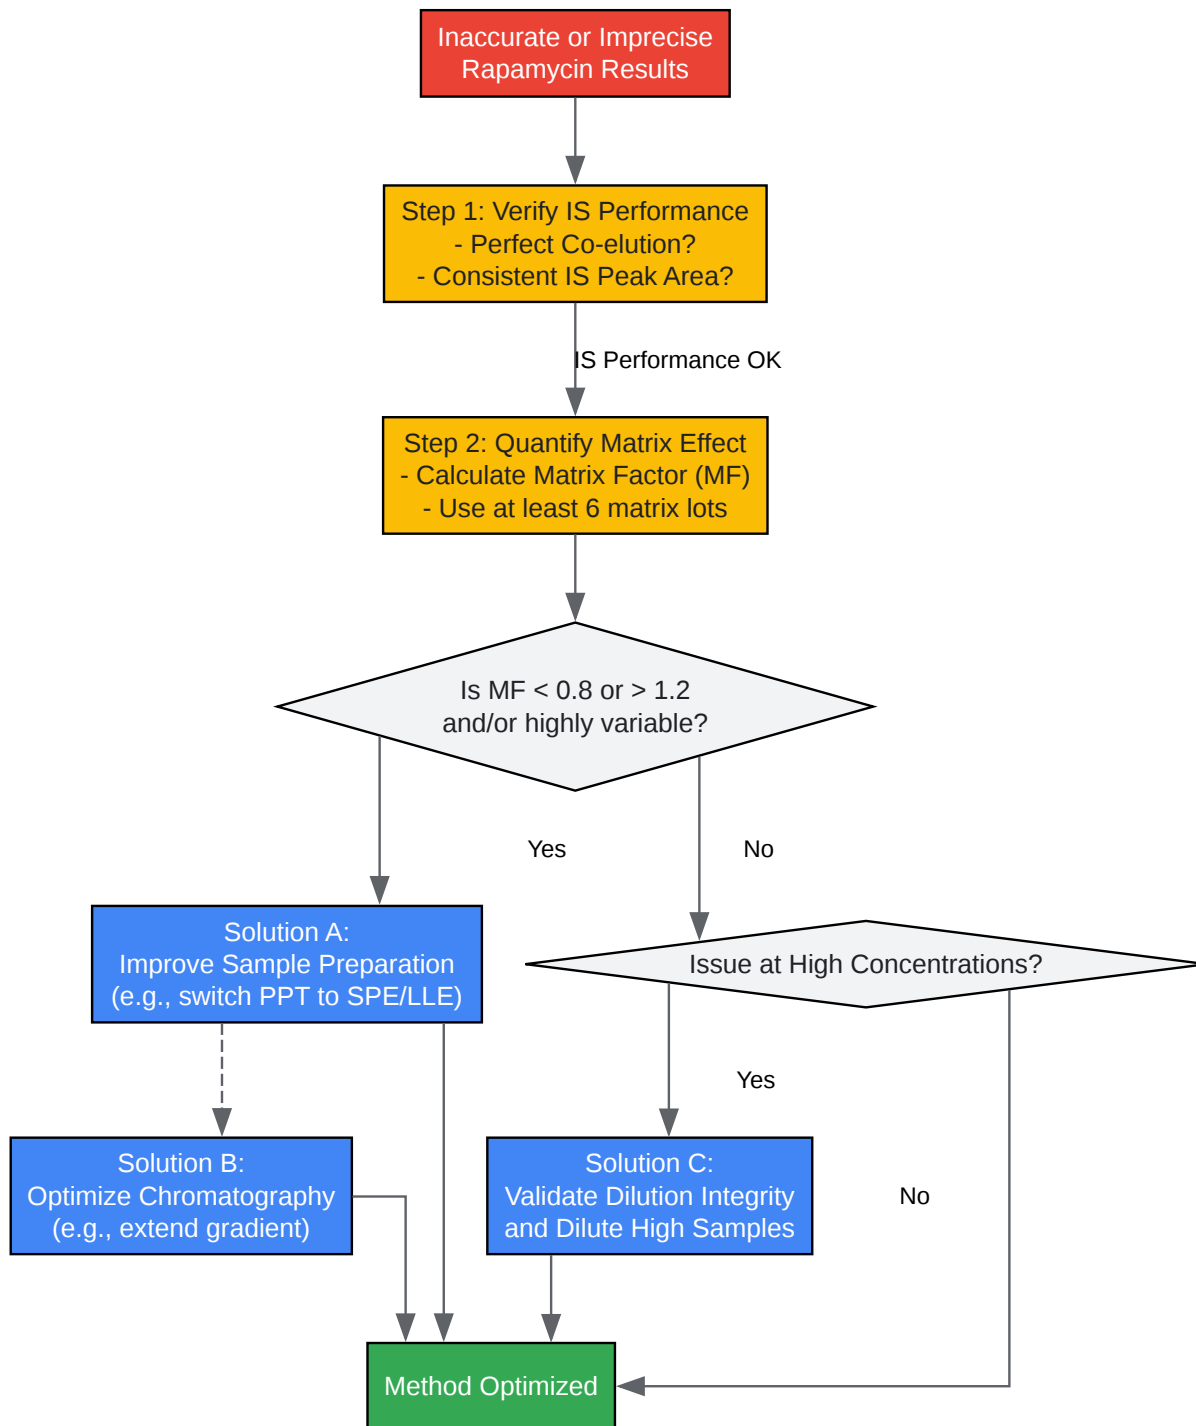 Inaccurate or Imprecise
Rapamycin Results
Step 1: Verify IS Performance
- Perfect Co-elution?
- Consistent IS Peak Area?
IS Performance OK
Step 2: Quantify Matrix Effect
- Calculate Matrix Factor (MF)
- Use at least 6 matrix lots
Is MF < 0.8 or > 1.2
and/or highly variable?
Yes
No
Solution A:
Improve Sample Preparation
(e.g., switch PPT to SPE/LLE)
Issue at High Concentrations?
Yes
Solution B:
Optimize Chromatography
(e.g., extend gradient)
Solution C:
Validate Dilution Integrity
and Dilute High Samples
No
Method Optimized